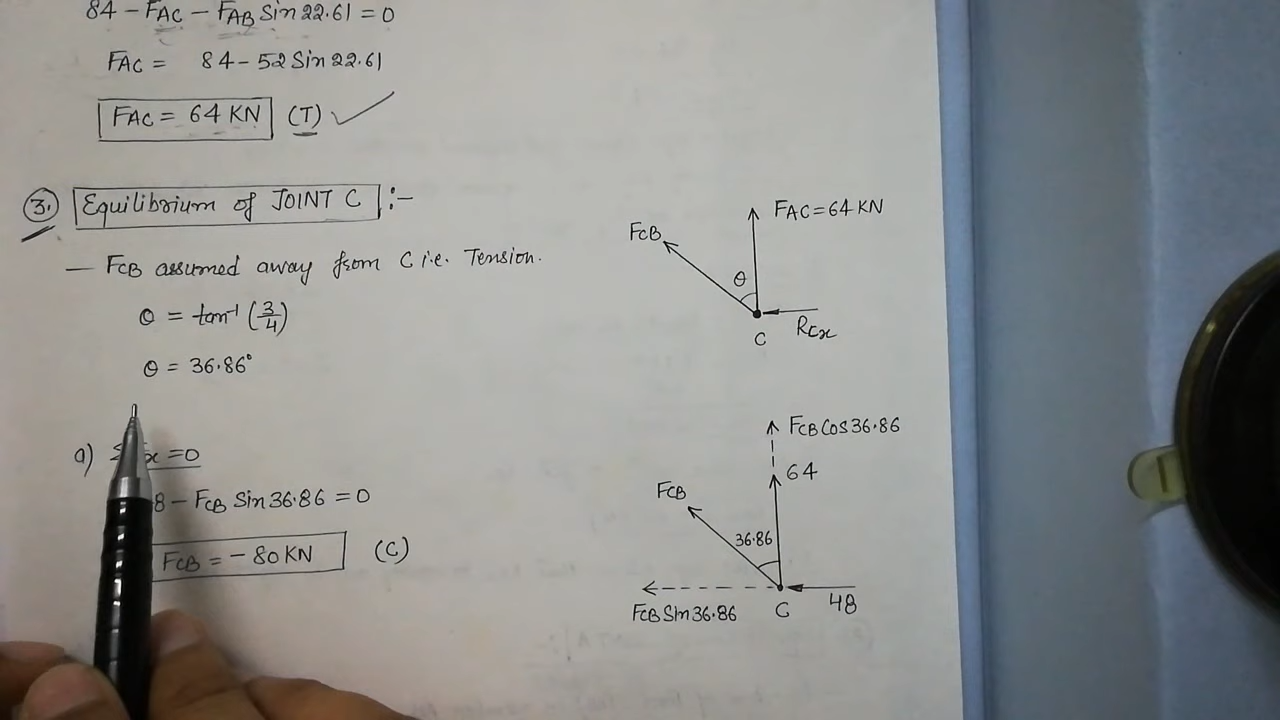 84 - FAC - FAB Sin 22.61 = 0
FAC = 84 - 52 Sin 22.61
FAC = 64 KN (T)
3. Equilibrium of JOINT C :-
— FCB assumed away from C i.e. Tension.
θ = tan⁻¹ (3/4)
θ = 36.86°
a) x = 0
8 - FCB Sin 36.86 = 0
FCB = - 80 KN (C)
FAC = 64 KN
FCB
θ
RCx
C
FCB Cos 36.86
64
FCB
36.86
48
FCB Sin 36.86
C